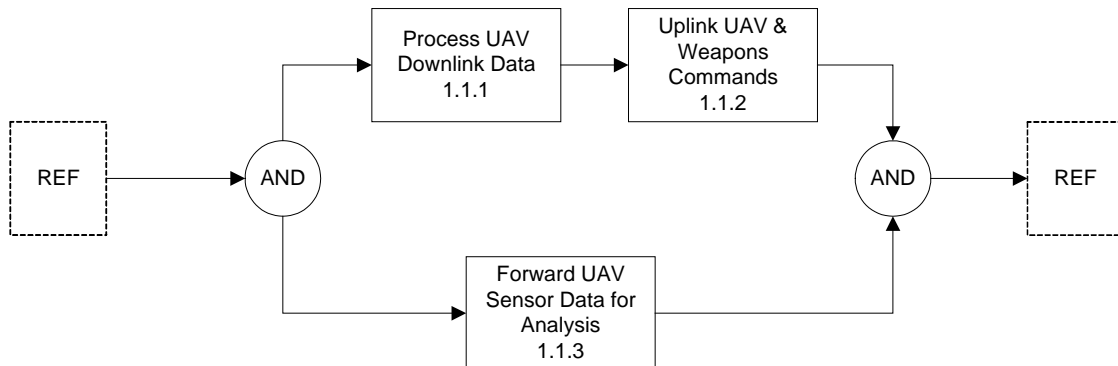 REF
AND
Process UAV
Downlink Data
1.1.1
Uplink UAV &
Weapons
Commands
1.1.2
Forward UAV
Sensor Data for
Analysis
1.1.3
AND
REF